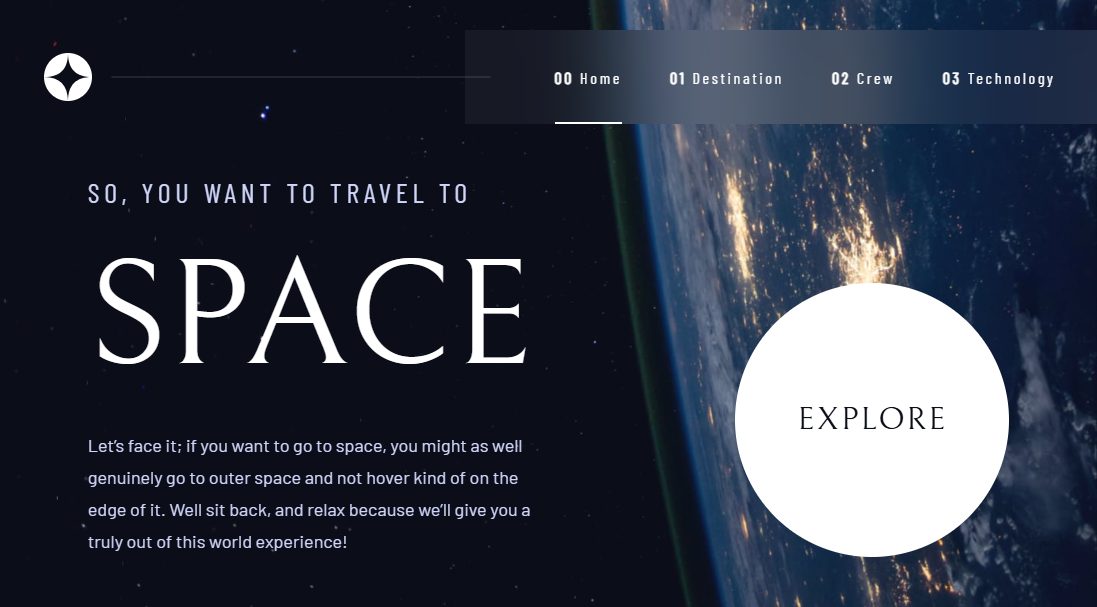 00 Home 01 Destination 02 Crew 03 Technology
SO, YOU WANT TO TRAVEL TO
SPACE
Let’s face it; if you want to go to space, you might as well
genuinely go to outer space and not hover kind of on the
edge of it. Well sit back, and relax because we’ll give you a
truly out of this world experience!
EXPLORE